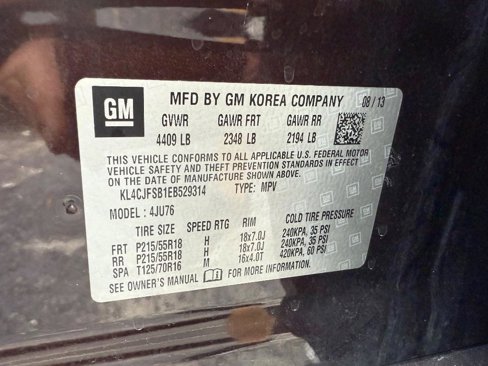 GM
MFD BY GM KOREA COMPANY 08 / 13
GVWR GAWR FRT GAWR RR
4409 LB 2348 LB 2194 LB
THIS VEHICLE CONFORMS TO ALL APPLICABLE U.S. FEDERAL MOTOR
VEHICLE SAFETY AND THEFT PREVENTION STANDARDS IN EFFECT
ON THE DATE OF MANUFACTURE SHOWN ABOVE.
KL4CJFSB1EB529314 TYPE: MPV
MODEL : 4JU76
TIRE SIZE SPEED RTG RIM COLD TIRE PRESSURE
FRT P215/55R18 H 18x7.0J 240KPA, 35 PSI
RR P215/55R18 H 18x7.0J 240KPA, 35 PSI
SPA T125/70R16 M 16x4.0T 420KPA, 60 PSI
SEE OWNER'S MANUAL FOR MORE INFORMATION.